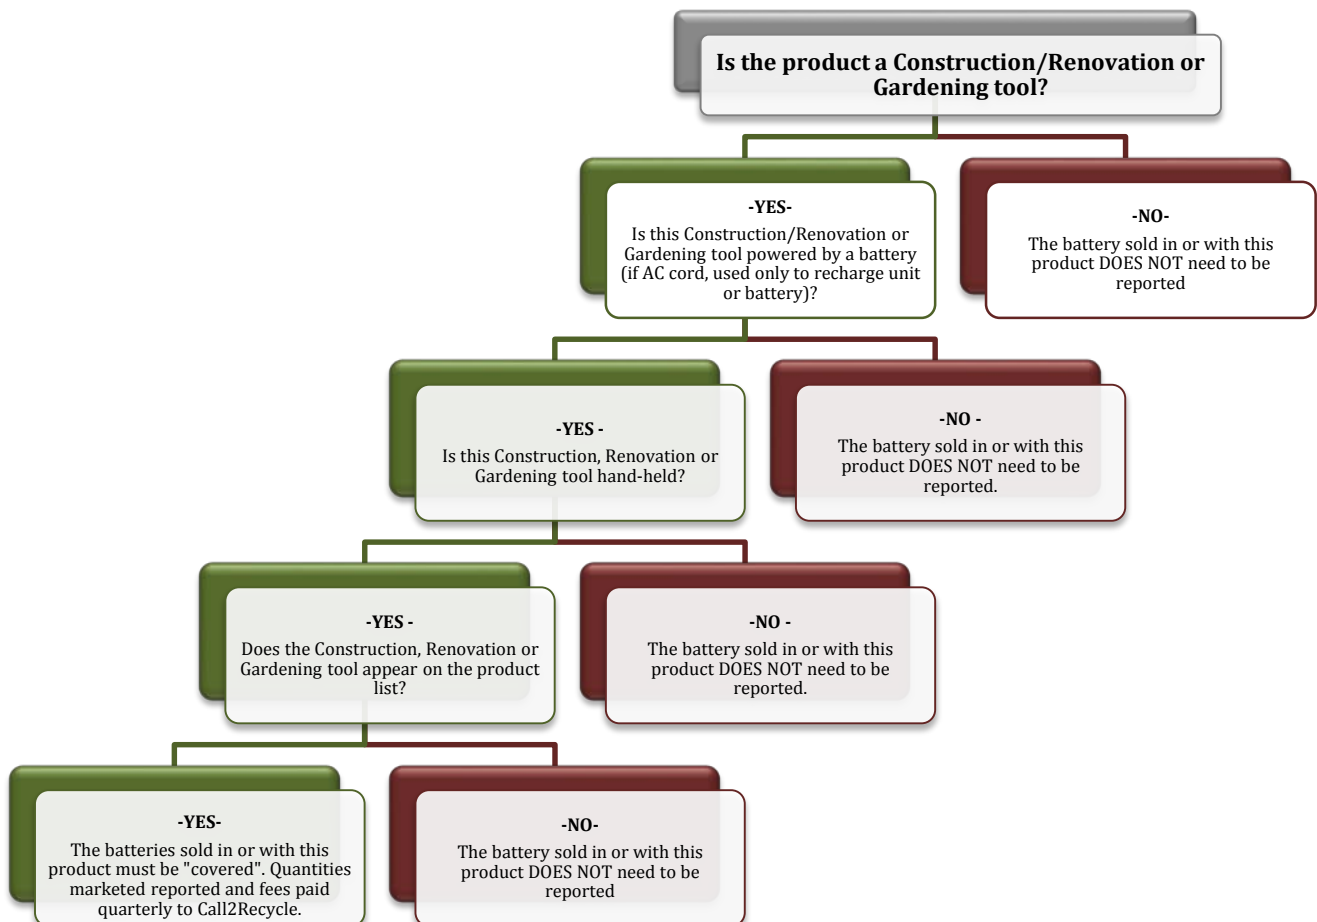 Is the product a Construction/Renovation or
Gardening tool?
-YES-
Is this Construction/Renovation or
Gardening tool powered by a battery
(if AC cord, used only to recharge unit
or battery)?
-NO-
The battery sold in or with this
product DOES NOT need to be
reported
-YES -
Is this Construction, Renovation or
Gardening tool hand-held?
-NO -
The battery sold in or with this
product DOES NOT need to be
reported.
-YES -
Does the Construction, Renovation or
Gardening tool appear on the product
list?
-NO -
The battery sold in or with this
product DOES NOT need to be
reported.
-YES-
The batteries sold in or with this
product must be "covered". Quantities
marketed reported and fees paid
quarterly to Call2Recycle.
-NO-
The battery sold in or with this
product DOES NOT need to be
reported